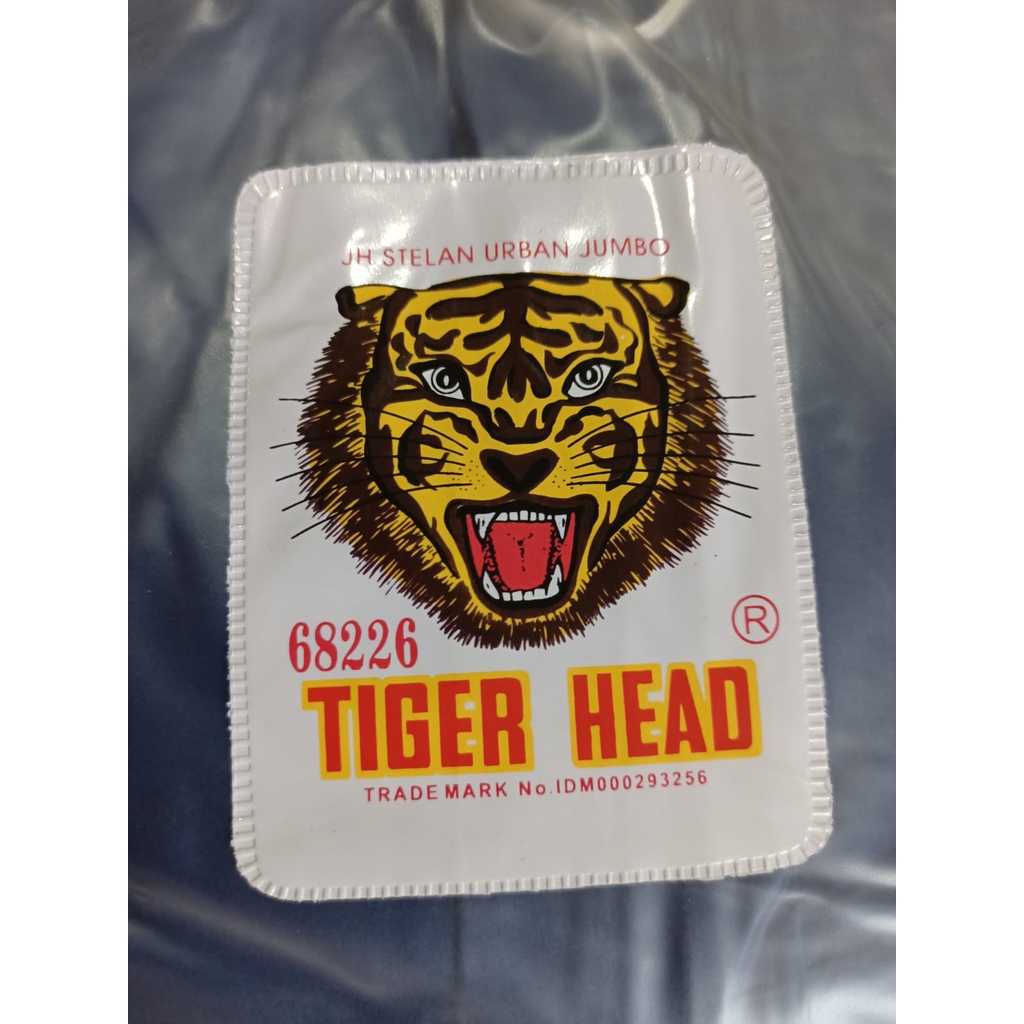 JH STELAN URBAN JUMBO
68226
®
TIGER HEAD
TRADE MARK No.IDM000293256